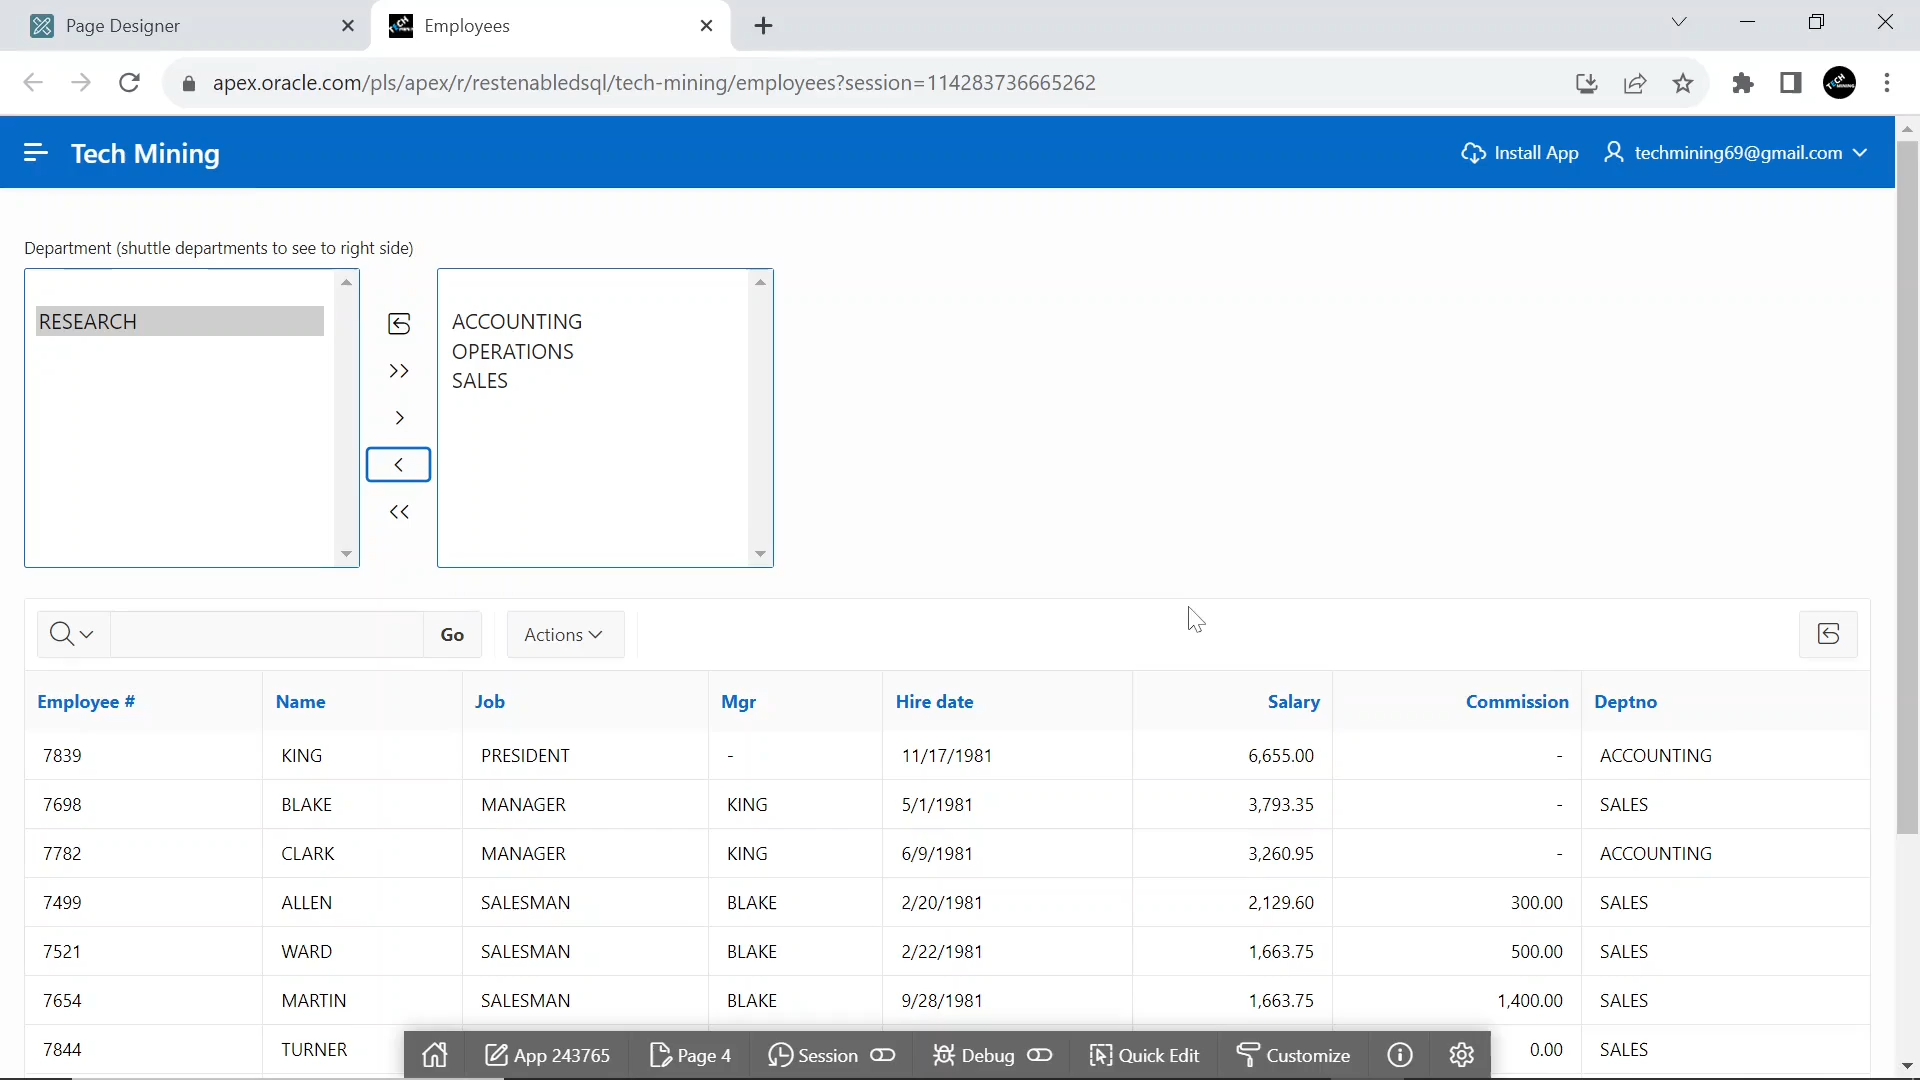 Page Designer
Employees
apex.oracle.com/pls/apex/r/restenabledsql/tech-mining/employees?session=114283736665262
Tech Mining
Install App
techmining69@gmail.com
Department (shuttle departments to see to right side)
RESEARCH
ACCOUNTING
OPERATIONS
SALES
Go
Actions
Employee # Name Job Mgr Hire date Salary Commission Deptno
7839 KING PRESIDENT - 11/17/1981 6,655.00 - ACCOUNTING
7698 BLAKE MANAGER KING 5/1/1981 3,793.35 - SALES
7782 CLARK MANAGER KING 6/9/1981 3,260.95 - ACCOUNTING
7499 ALLEN SALESMAN BLAKE 2/20/1981 2,129.60 300.00 SALES
7521 WARD SALESMAN BLAKE 2/22/1981 1,663.75 500.00 SALES
7654 MARTIN SALESMAN BLAKE 9/28/1981 1,663.75 1,400.00 SALES
7844 TURNER 0.00 SALES
App 243765 Page 4 Session Debug Quick Edit Customize